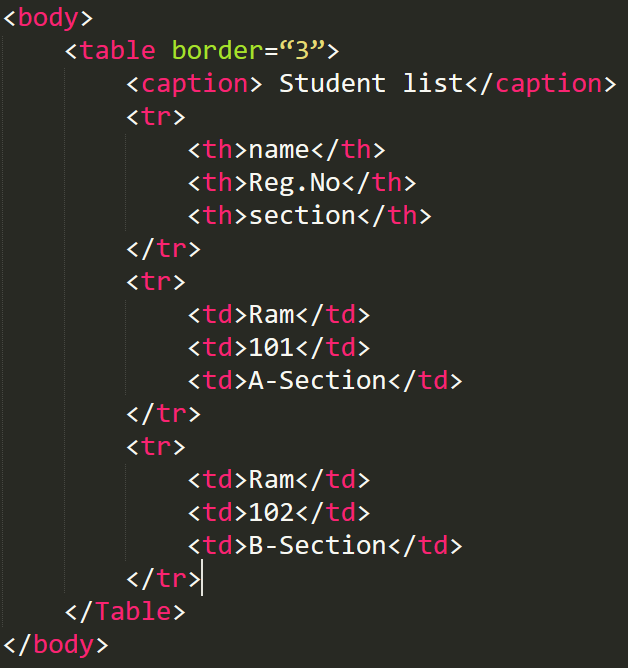 <body>
<table border=“3”>
<caption> Student list</caption>
<tr>
<th>name</th>
<th>Reg.No</th>
<th>section</th>
</tr>
<tr>
<td>Ram</td>
<td>101</td>
<td>A-Section</td>
</tr>
<tr>
<td>Ram</td>
<td>102</td>
<td>B-Section</td>
</tr>
</Table>
</body>